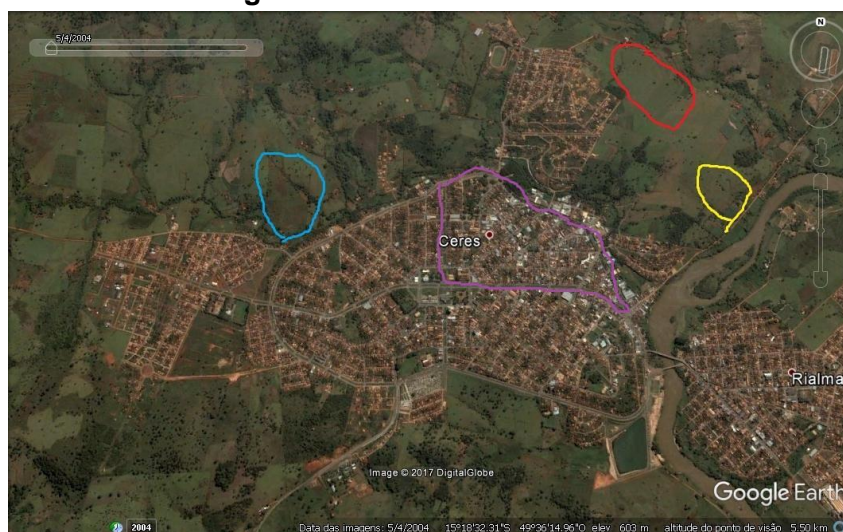 5/4/2004
N
Ceres
Rialma
Image © 2017 DigitalGlobe
Google Earth
2004
Data das imagens: 5/4/2004 15°18'32.31"S 49°36'14.96"O elev 603 m altitude do ponto de visão 5.50 km